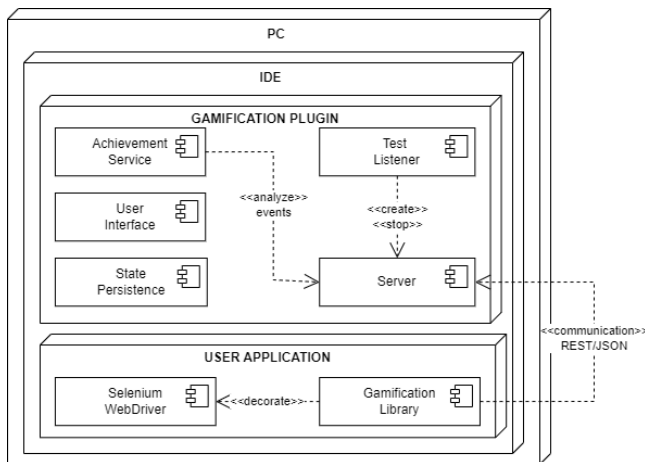 PC
IDE
GAMIFICATION PLUGIN
Achievement
Service
Test
Listener
<<analyze>>
events
<<create>>
<<stop>>
User
Interface
State
Persistence
Server
<<communication>>
REST/JSON
USER APPLICATION
Selenium
WebDriver
<<decorate>>
Gamification
Library